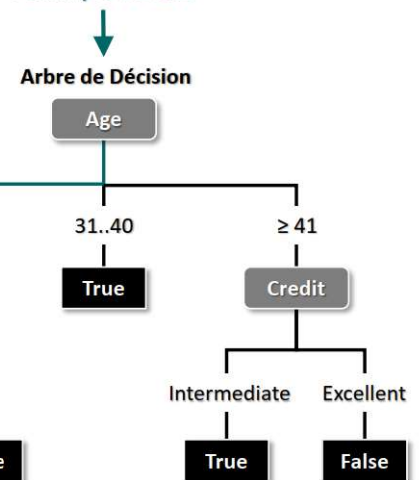 Arbre de Décision
Age
31..40
≥ 41
True
Credit
Intermediate
Excellent
True
False